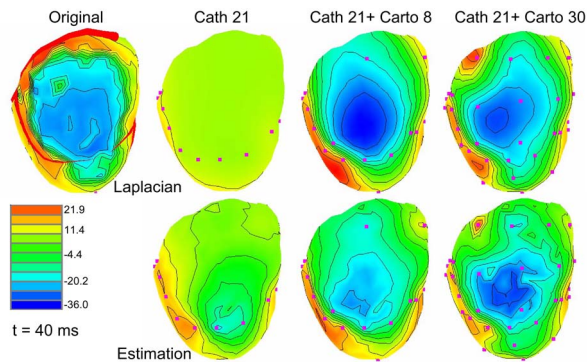 Original
Cath 21
Cath 21+ Carto 8
Cath 21+ Carto 30
Laplacian
21.9
11.4
-4.4
-20.2
-36.0
t = 40 ms
Estimation